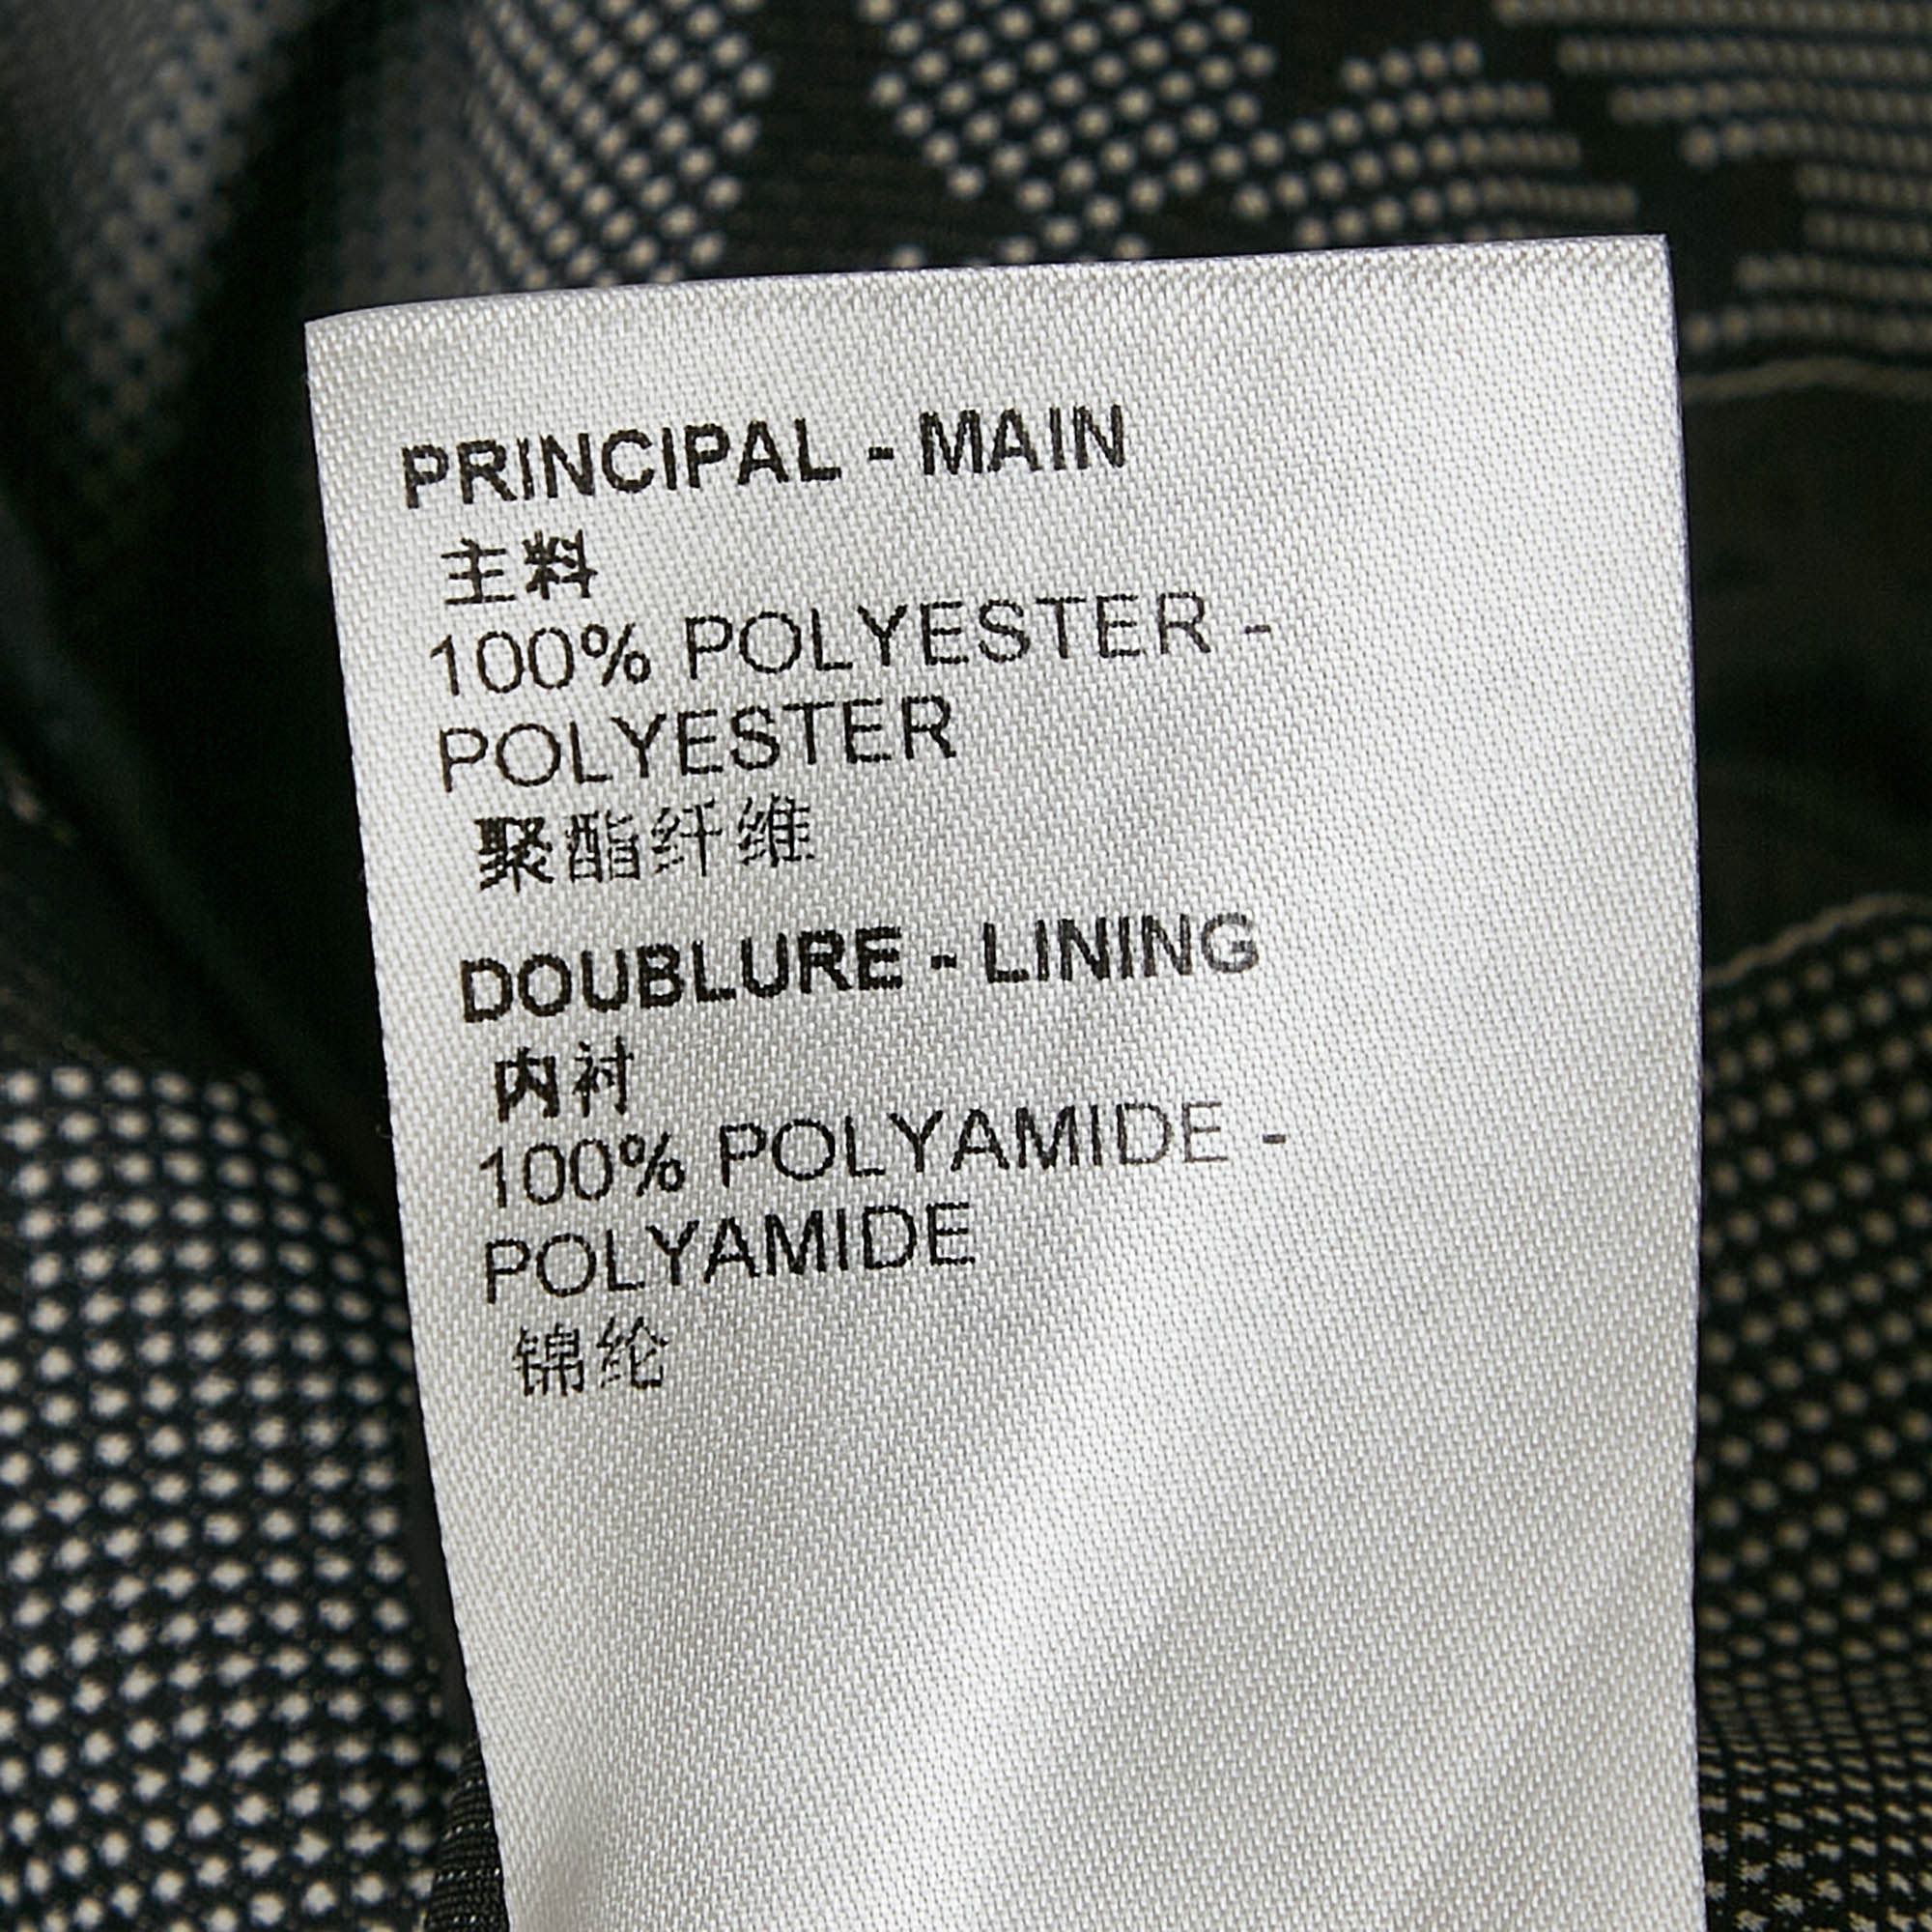 PRINCIPAL - MAIN
主料
100% POLYESTER -
POLYESTER
聚酯纤维
DOUBLURE - LINING
内衬
100% POLYAMIDE -
POLYAMIDE
锦纶